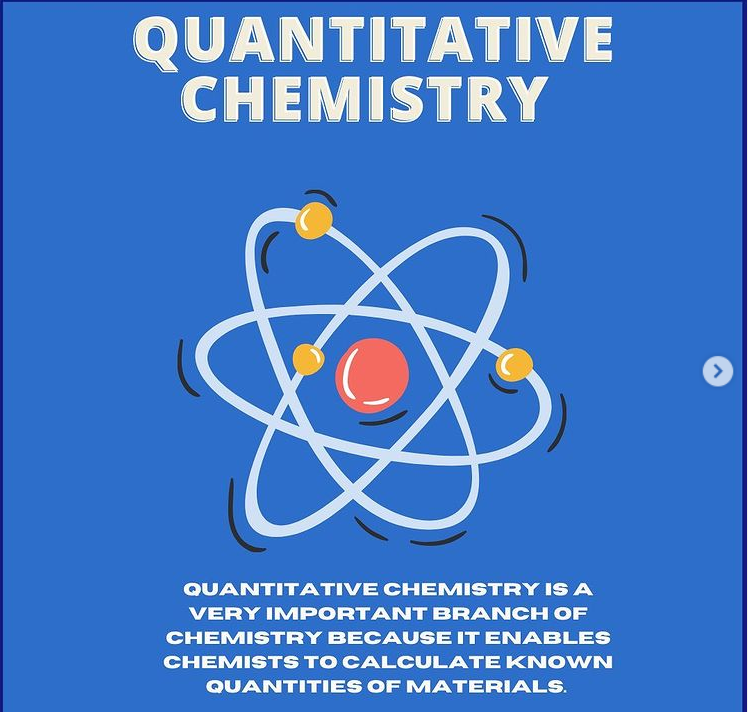 QUANTITATIVE
CHEMISTRY
QUANTITATIVE CHEMISTRY IS A
VERY IMPORTANT BRANCH OF
CHEMISTRY BECAUSE IT ENABLES
CHEMISTS TO CALCULATE KNOWN
QUANTITIES OF MATERIALS.